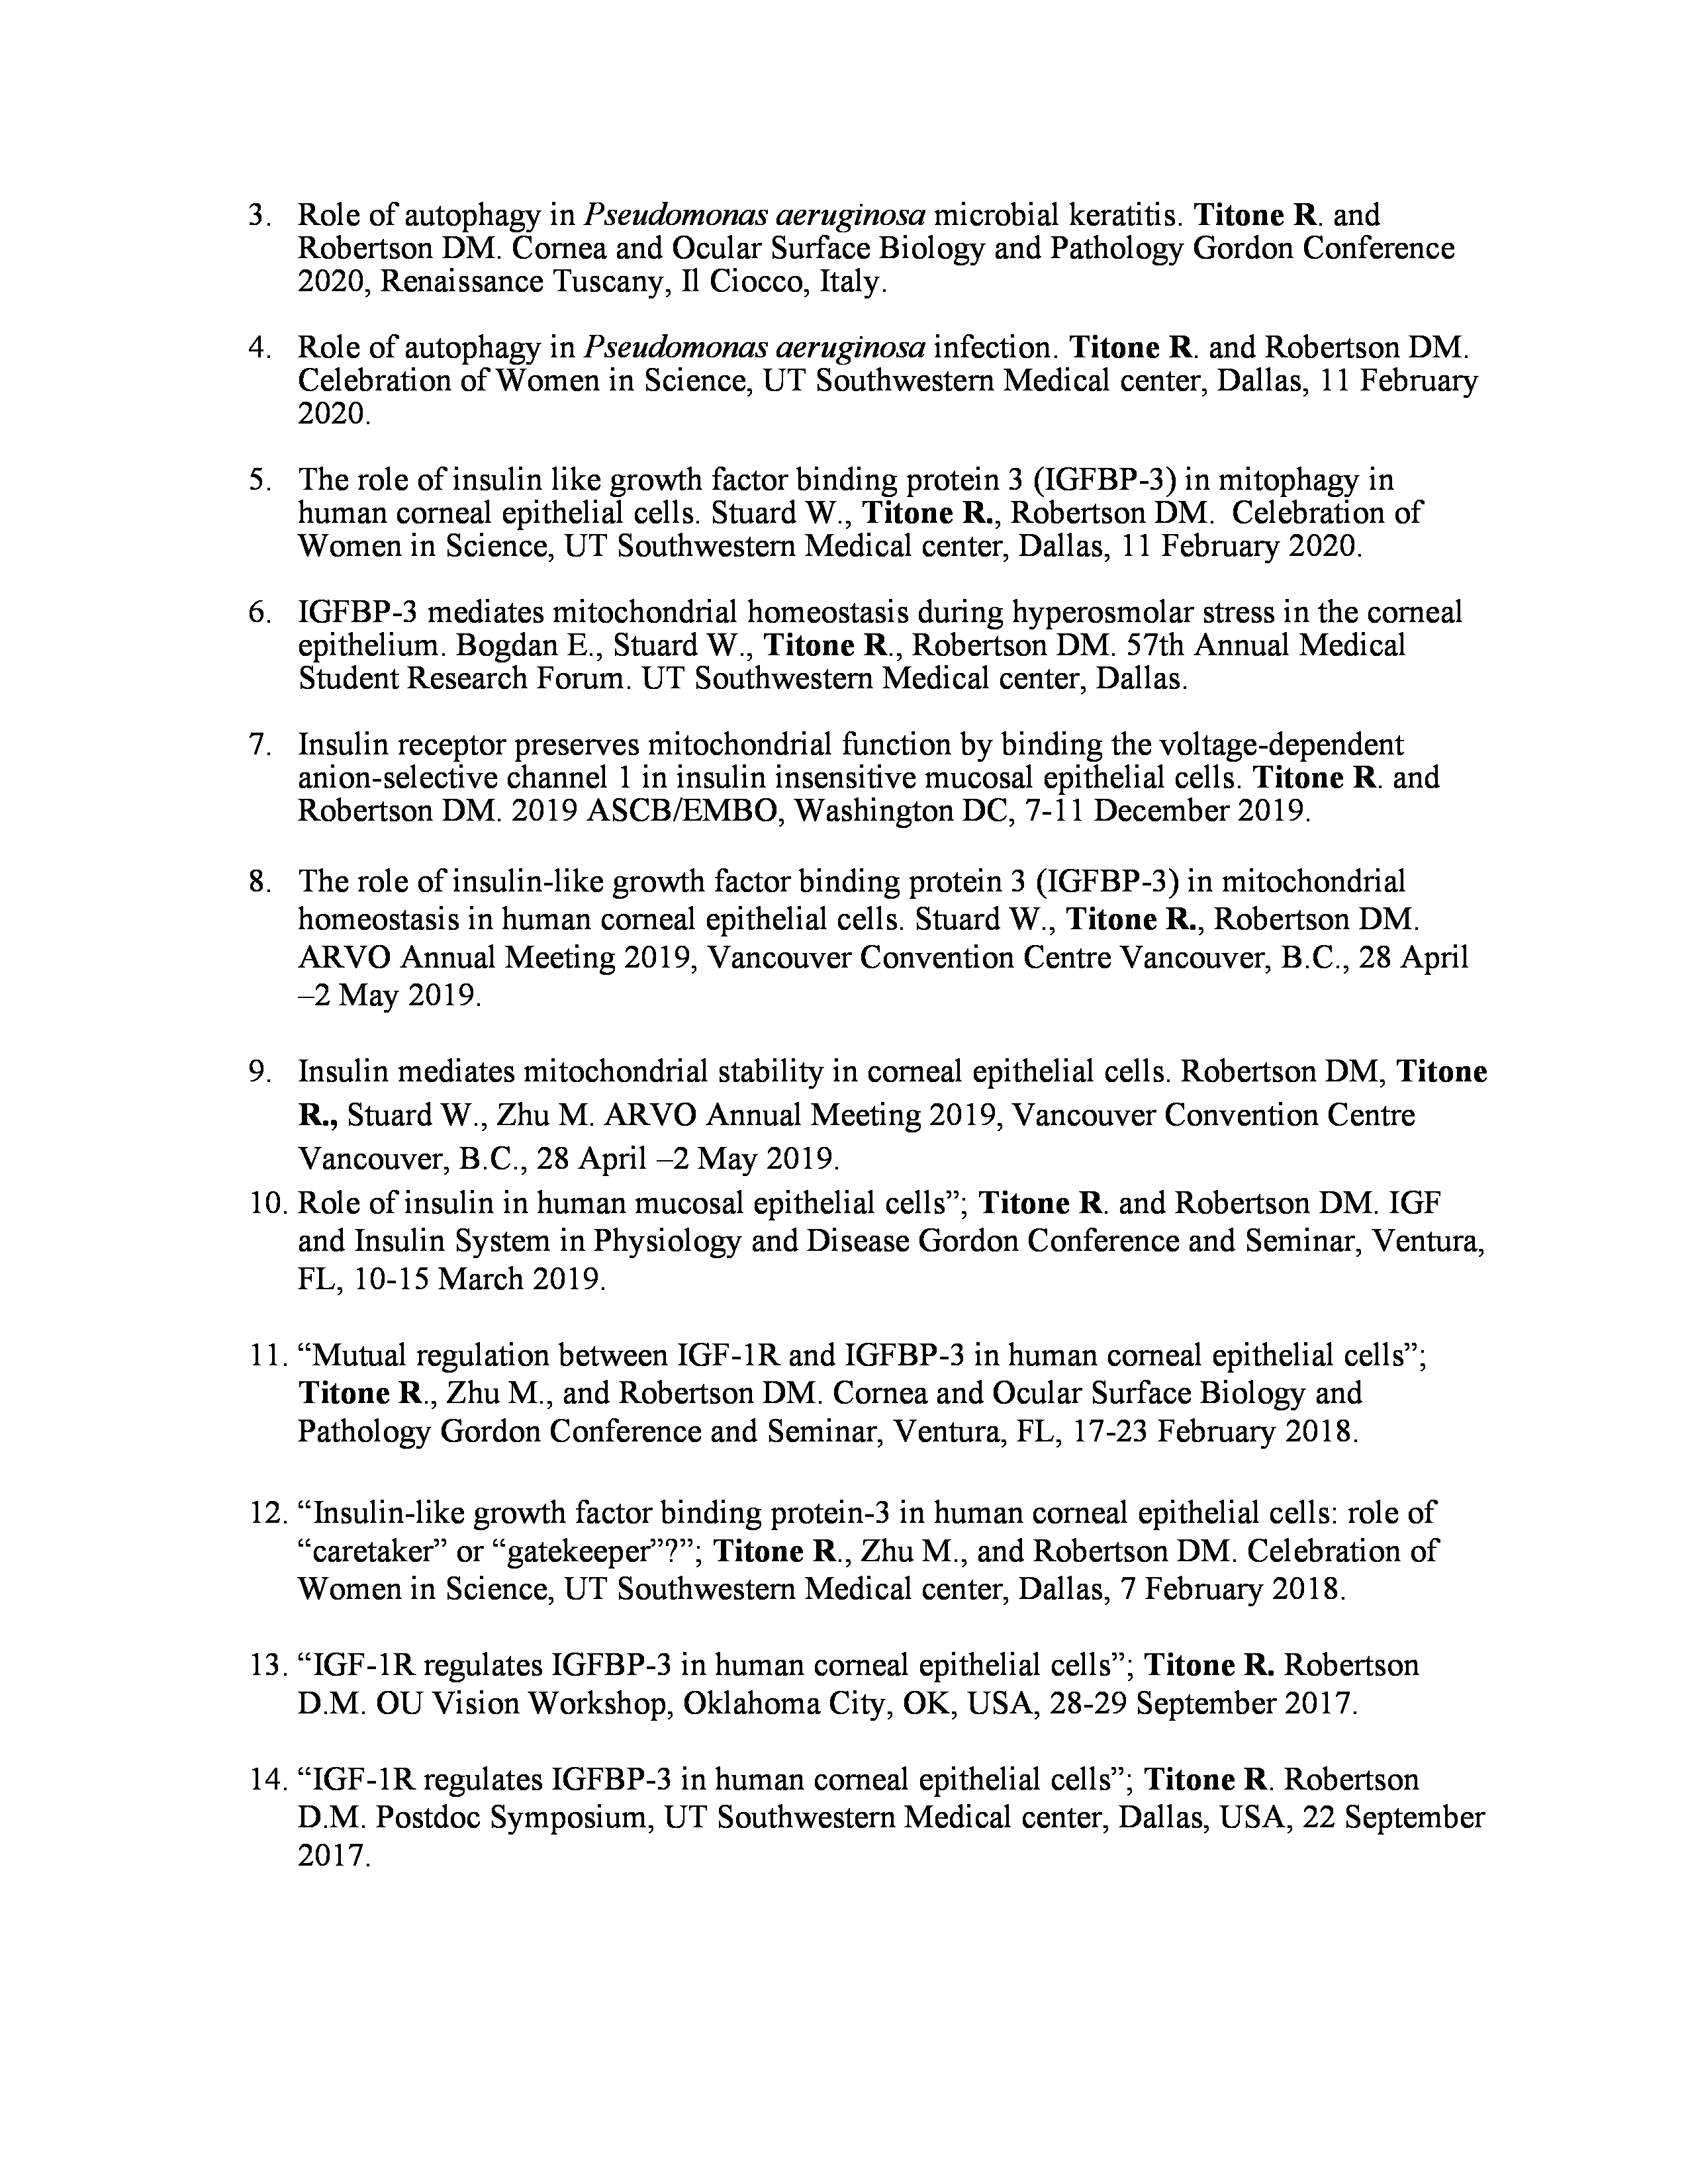 3. Role of autophagy in Pseudomonas aeruginosa microbial keratitis. Titone R. and
Robertson DM. Cornea and Ocular Surface Biology and Pathology Gordon Conference
2020, Renaissance Tuscany, Il Ciocco, Italy.
4. Role of autophagy in Pseudomonas aeruginosa infection. Titone R. and Robertson DM.
Celebration of Women in Science, UT Southwestern Medical center, Dallas, 11 February
2020.
5. The role of insulin like growth factor binding protein 3 (IGFBP-3) in mitophagy in
human corneal epithelial cells. Stuard W., Titone R., Robertson DM. Celebration of
Women in Science, UT Southwestern Medical center, Dallas, 11 February 2020.
6. IGFBP-3 mediates mitochondrial homeostasis during hyperosmolar stress in the corneal
epithelium. Bogdan E., Stuard W., Titone R., Robertson DM. 57th Annual Medical
Student Research Forum. UT Southwestern Medical center, Dallas.
7. Insulin receptor preserves mitochondrial function by binding the voltage-dependent
anion-selective channel 1 in insulin insensitive mucosal epithelial cells. Titone R. and
Robertson DM. 2019 ASCB/EMBO, Washington DC, 7-11 December 2019.
8. The role of insulin-like growth factor binding protein 3 (IGFBP-3) in mitochondrial
homeostasis in human corneal epithelial cells. Stuard W., Titone R., Robertson DM.
ARVO Annual Meeting 2019, Vancouver Convention Centre Vancouver, B.C., 28 April
–2 May 2019.
9. Insulin mediates mitochondrial stability in corneal epithelial cells. Robertson DM, Titone
R., Stuard W., Zhu M. ARVO Annual Meeting 2019, Vancouver Convention Centre
Vancouver, B.C., 28 April –2 May 2019.
10. Role of insulin in human mucosal epithelial cells”; Titone R. and Robertson DM. IGF
and Insulin System in Physiology and Disease Gordon Conference and Seminar, Ventura,
FL, 10-15 March 2019.
11. “Mutual regulation between IGF-1R and IGFBP-3 in human corneal epithelial cells”;
Titone R., Zhu M., and Robertson DM. Cornea and Ocular Surface Biology and
Pathology Gordon Conference and Seminar, Ventura, FL, 17-23 February 2018.
12. “Insulin-like growth factor binding protein-3 in human corneal epithelial cells: role of
“caretaker” or “gatekeeper”?”; Titone R., Zhu M., and Robertson DM. Celebration of
Women in Science, UT Southwestern Medical center, Dallas, 7 February 2018.
13. “IGF-1R regulates IGFBP-3 in human corneal epithelial cells”; Titone R. Robertson
D.M. OU Vision Workshop, Oklahoma City, OK, USA, 28-29 September 2017.
14. “IGF-1R regulates IGFBP-3 in human corneal epithelial cells”; Titone R. Robertson
D.M. Postdoc Symposium, UT Southwestern Medical center, Dallas, USA, 22 September
2017.